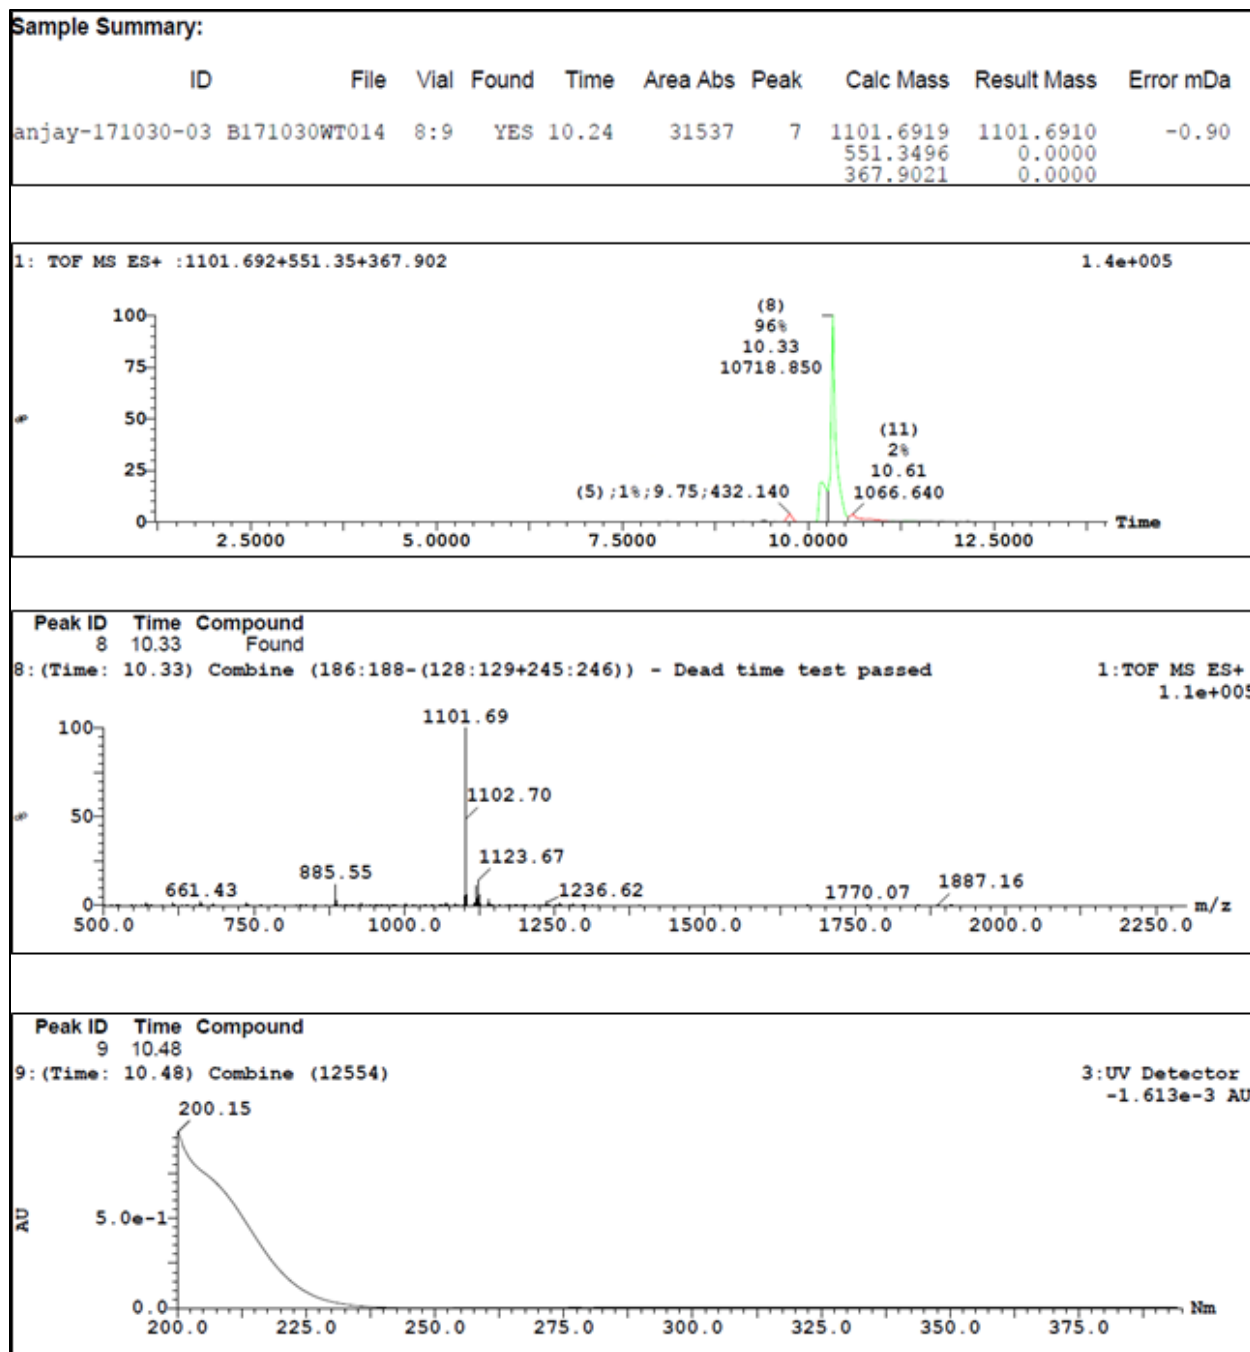 Sample Summary:
ID File Vial Found Time Area Abs Peak Calc Mass Result Mass Error mDa
anjay-171030-03 B171030WT014 8:9 YES 10.24 31537 7 1101.6919 1101.6910 -0.90
551.3496 0.0000
367.9021 0.0000
1: TOF MS ES+ :1101.692+551.35+367.902 1.4e+005
(8)
96%
10.33
10718.850
(11)
2%
10.61
1066.640
(5);1%;9.75;432.140
100
75
50
25
0
%
2.5000 5.0000 7.5000 10.0000 12.5000
Time
Peak ID Time Compound
8 10.33 Found
8:(Time: 10.33) Combine (186:188-(128:129+245:246)) - Dead time test passed 1:TOF MS ES+
1.1e+005
1101.69
1102.70
1123.67
885.55
661.43
1236.62
1770.07
1887.16
100
50
0
%
500.0 750.0 1000.0 1250.0 1500.0 1750.0 2000.0 2250.0
m/z
Peak ID Time Compound
9 10.48
9:(Time: 10.48) Combine (12554) 3:UV Detector
-1.613e-3 AU
200.15
AU
5.0e-1
0.0
200.0 225.0 250.0 275.0 300.0 325.0 350.0 375.0
Nm